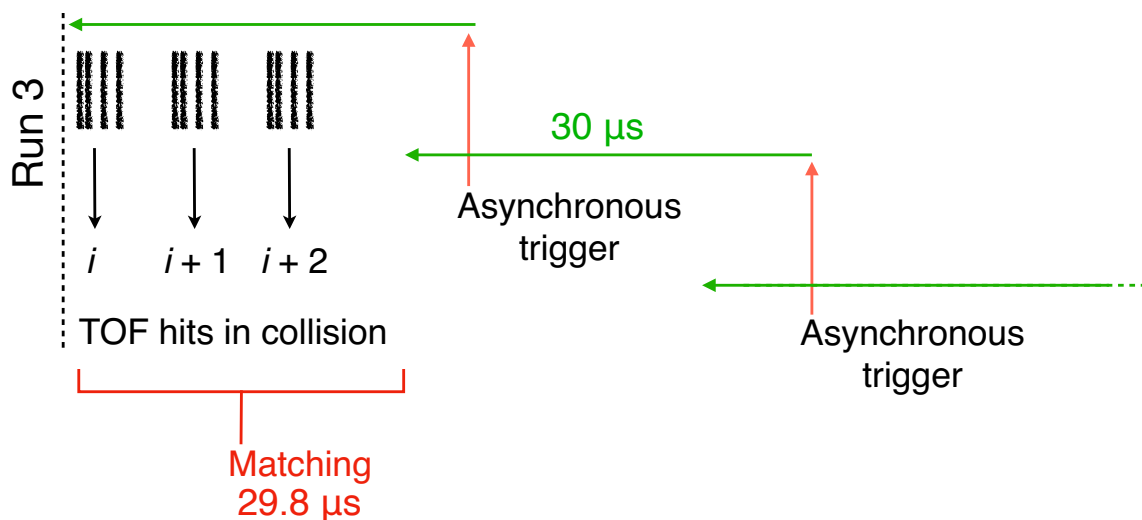 Run 3
30 µs
Asynchronous
trigger
i
i + 1
i + 2
TOF hits in collision
Asynchronous
trigger
Matching
29.8 µs